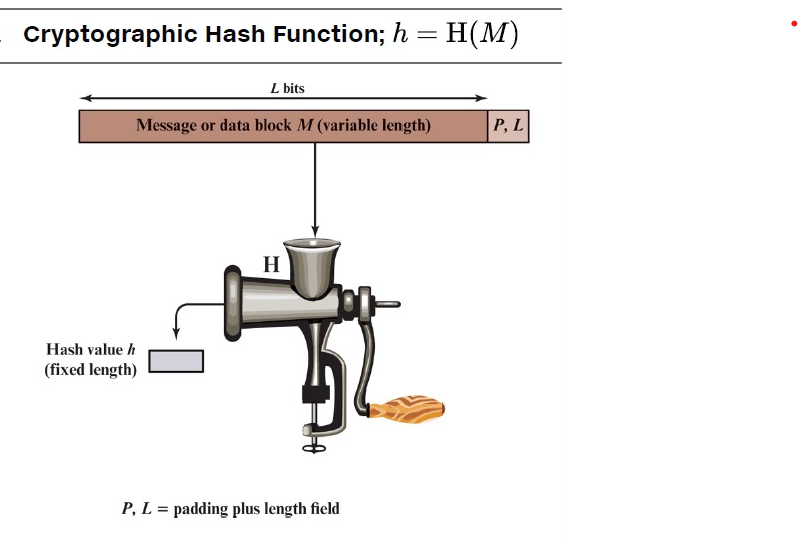 Cryptographic Hash Function; h = H(M)
L bits
Message or data block M (variable length) P, L
H
Hash value h
(fixed length)
P, L = padding plus length field